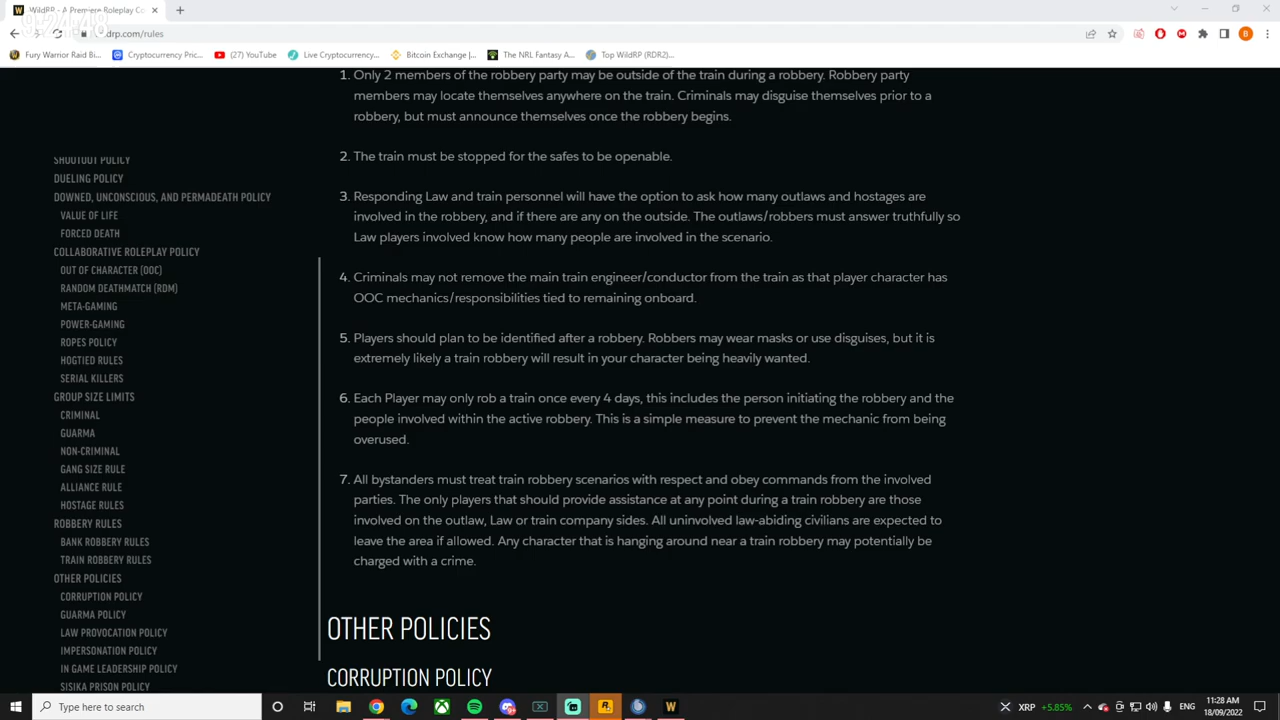 WildRP - A Premiere Roleplay Co
9:24:48
drp.com/rules
Fury Warrior Raid Bi...
Cryptocurrency Pric...
(27) YouTube
Live Cryptocurrency...
Bitcoin Exchange |...
The NRL Fantasy A...
Top WildRP (RDR2)...
SHOOTOUT POLICY
DUELING POLICY
DOWNED, UNCONSCIOUS, AND PERMADEATH POLICY
VALUE OF LIFE
FORCED DEATH
COLLABORATIVE ROLEPLAY POLICY
OUT OF CHARACTER (OOC)
RANDOM DEATHMATCH (RDM)
META-GAMING
POWER-GAMING
ROPES POLICY
HOGTIED RULES
SERIAL KILLERS
GROUP SIZE LIMITS
CRIMINAL
GUARMA
NON-CRIMINAL
GANG SIZE RULE
ALLIANCE RULE
HOSTAGE RULES
ROBBERY RULES
BANK ROBBERY RULES
TRAIN ROBBERY RULES
OTHER POLICIES
CORRUPTION POLICY
GUARMA POLICY
LAW PROVOCATION POLICY
IMPERSONATION POLICY
IN GAME LEADERSHIP POLICY
SISIKA PRISON POLICY
1. Only 2 members of the robbery party may be outside of the train during a robbery. Robbery party
members may locate themselves anywhere on the train. Criminals may disguise themselves prior to a
robbery, but must announce themselves once the robbery begins.
2. The train must be stopped for the safes to be openable.
3. Responding Law and train personnel will have the option to ask how many outlaws and hostages are
involved in the robbery, and if there are any on the outside. The outlaws/robbers must answer truthfully so
Law players involved know how many people are involved in the scenario.
4. Criminals may not remove the main train engineer/conductor from the train as that player character has
OOC mechanics/responsibilities tied to remaining onboard.
5. Players should plan to be identified after a robbery. Robbers may wear masks or use disguises, but it is
extremely likely a train robbery will result in your character being heavily wanted.
6. Each Player may only rob a train once every 4 days, this includes the person initiating the robbery and the
people involved within the active robbery. This is a simple measure to prevent the mechanic from being
overused.
7. All bystanders must treat train robbery scenarios with respect and obey commands from the involved
parties. The only players that should provide assistance at any point during a train robbery are those
involved on the outlaw, Law or train company sides. All uninvolved law-abiding civilians are expected to
leave the area if allowed. Any character that is hanging around near a train robbery may potentially be
charged with a crime.
OTHER POLICIES
CORRUPTION POLICY
Type here to search
XRP +5.85%
ENG
11:28 AM
18/09/2022